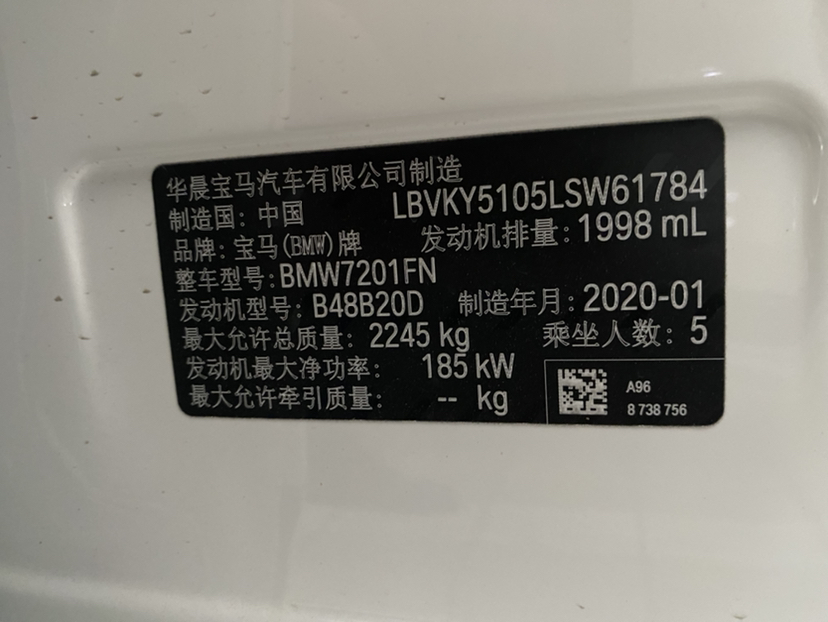 华晨宝马汽车有限公司制造
制造国: 中国 LBVKY5105LSW61784
品牌: 宝马(BMW)牌 发动机排量: 1998 mL
整车型号: BMW7201FN
发动机型号: B48B20D 制造年月: 2020-01
最大允许总质量: 2245 kg 乘坐人数: 5
发动机最大净功率: 185 kW
最大允许牵引质量: -- kg
A96
8 738 756